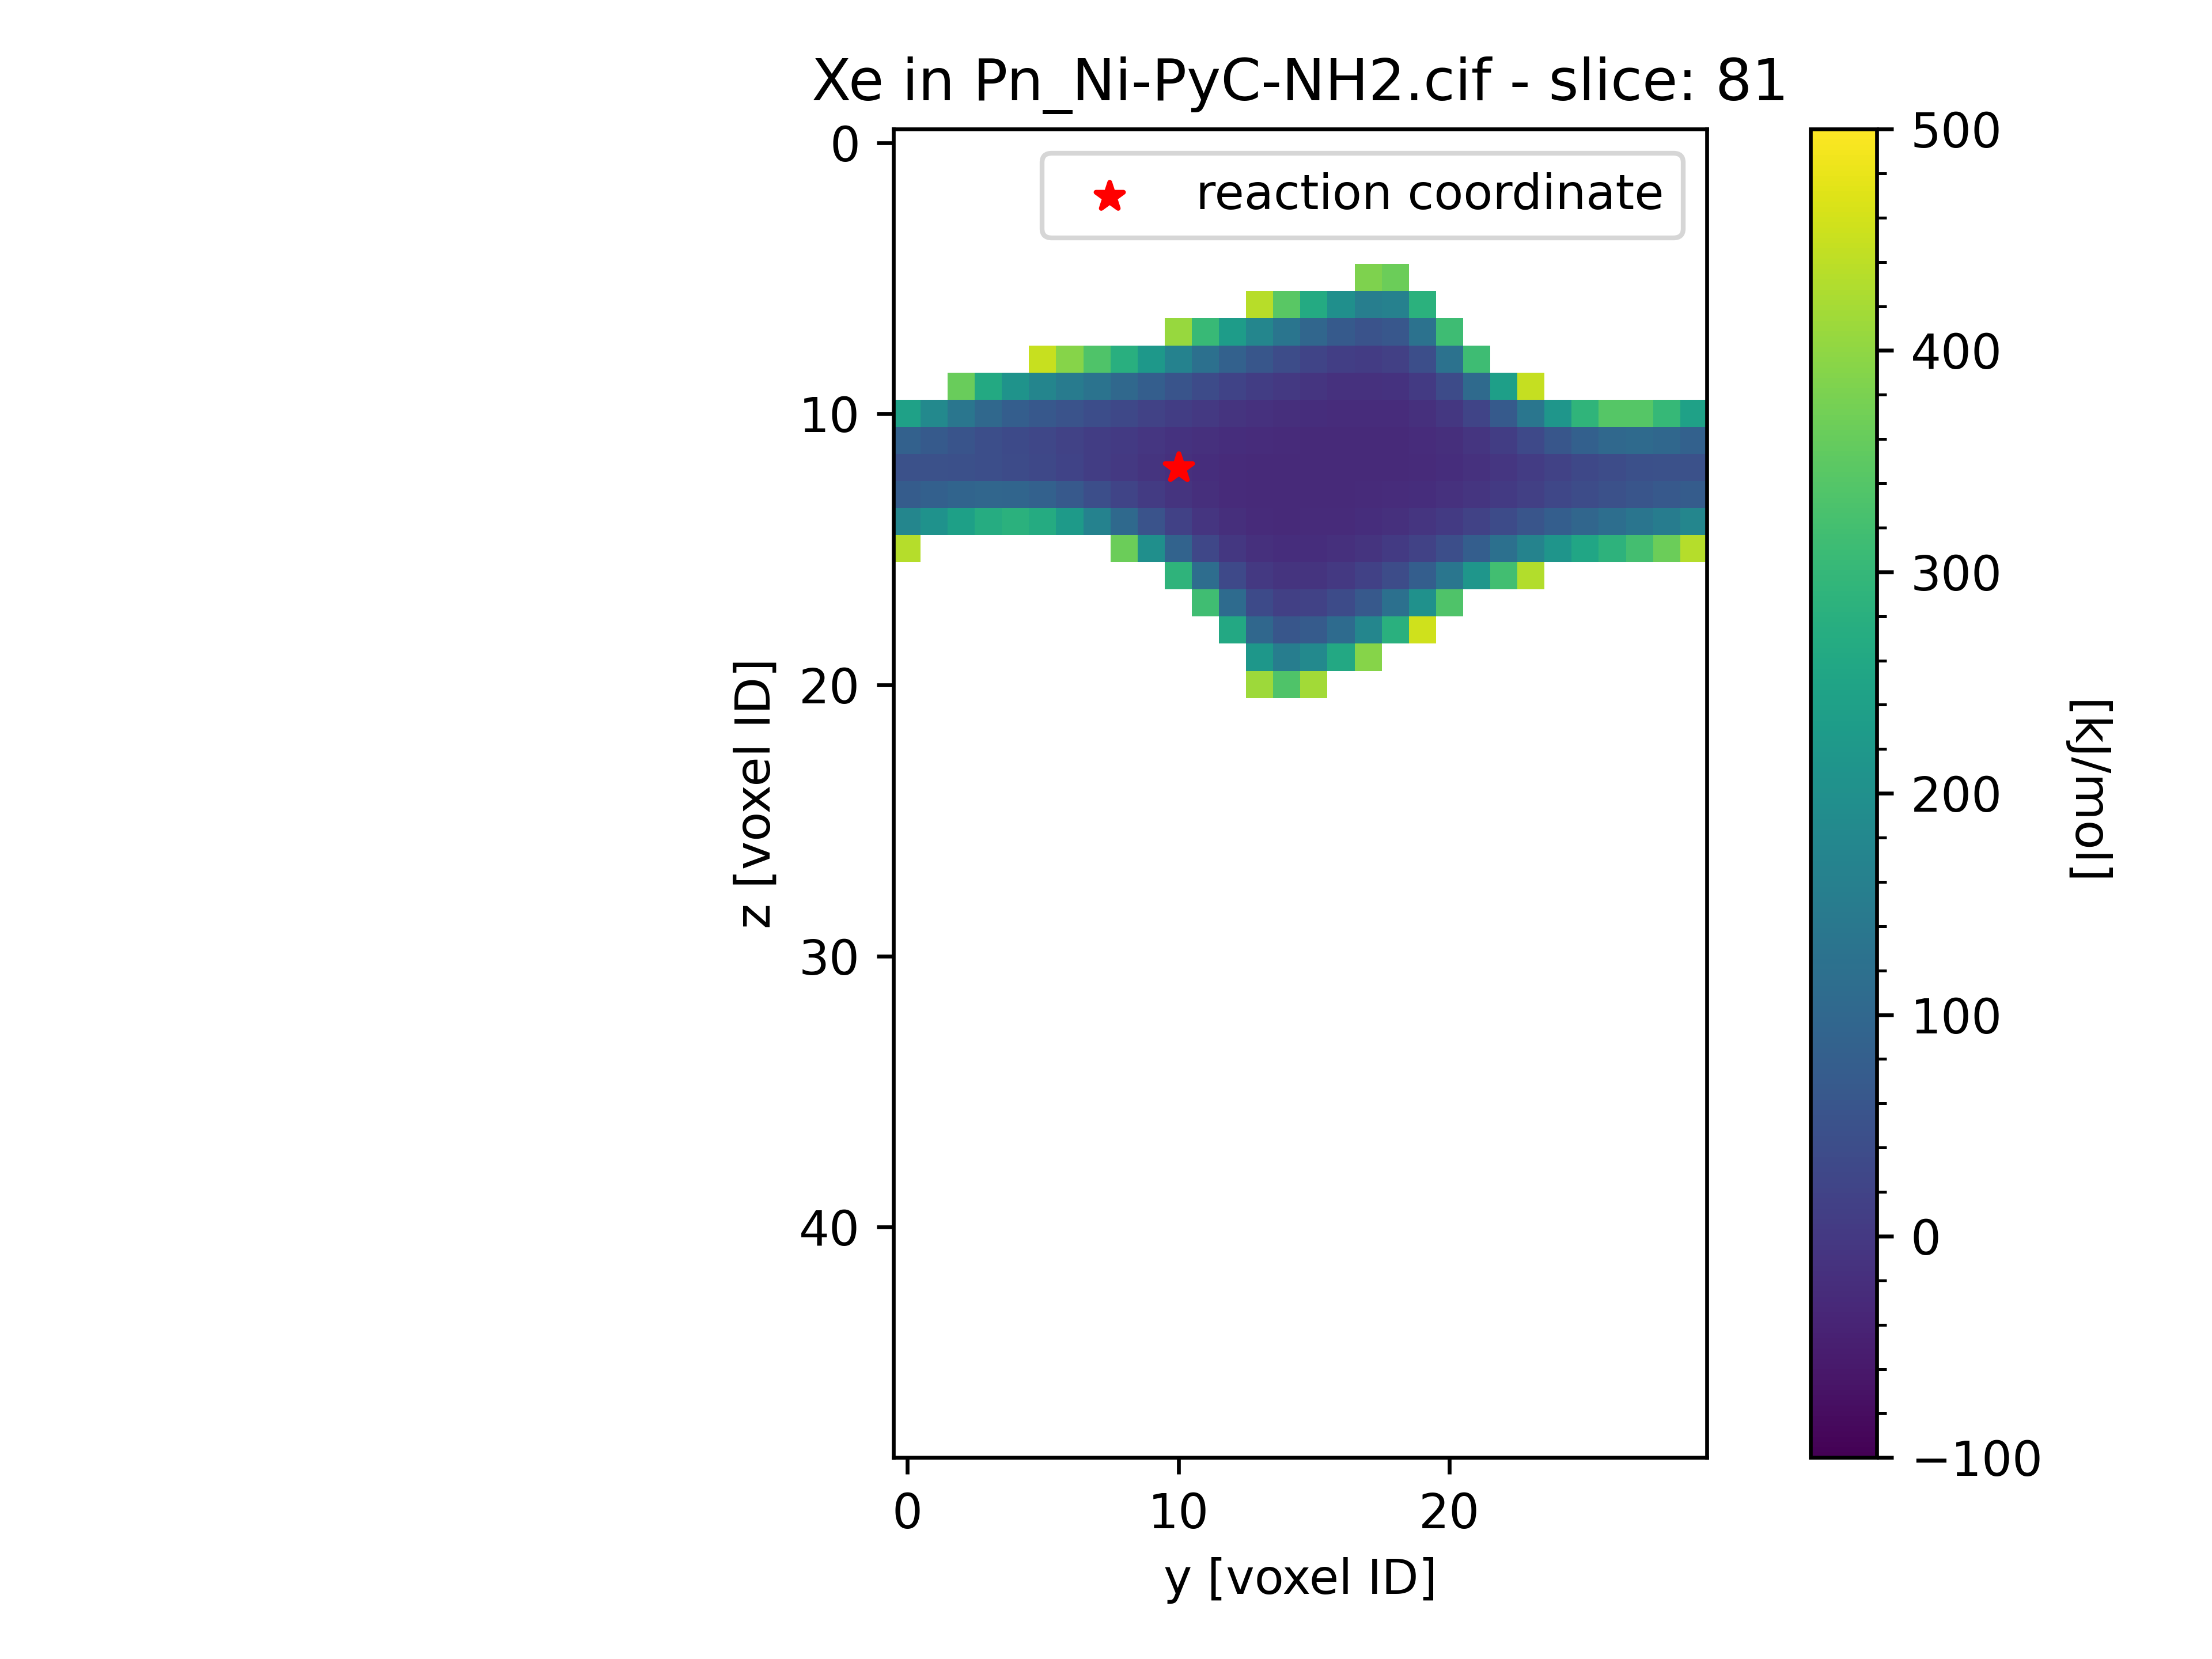 Xe in Pn_Ni-PyC-NH2.cif - slice: 81
reaction coordinate
0
10
20
30
40
z [voxel ID]
0 10 20
y [voxel ID]
500
400
300
200
100
0
−100
[kJ/mol]